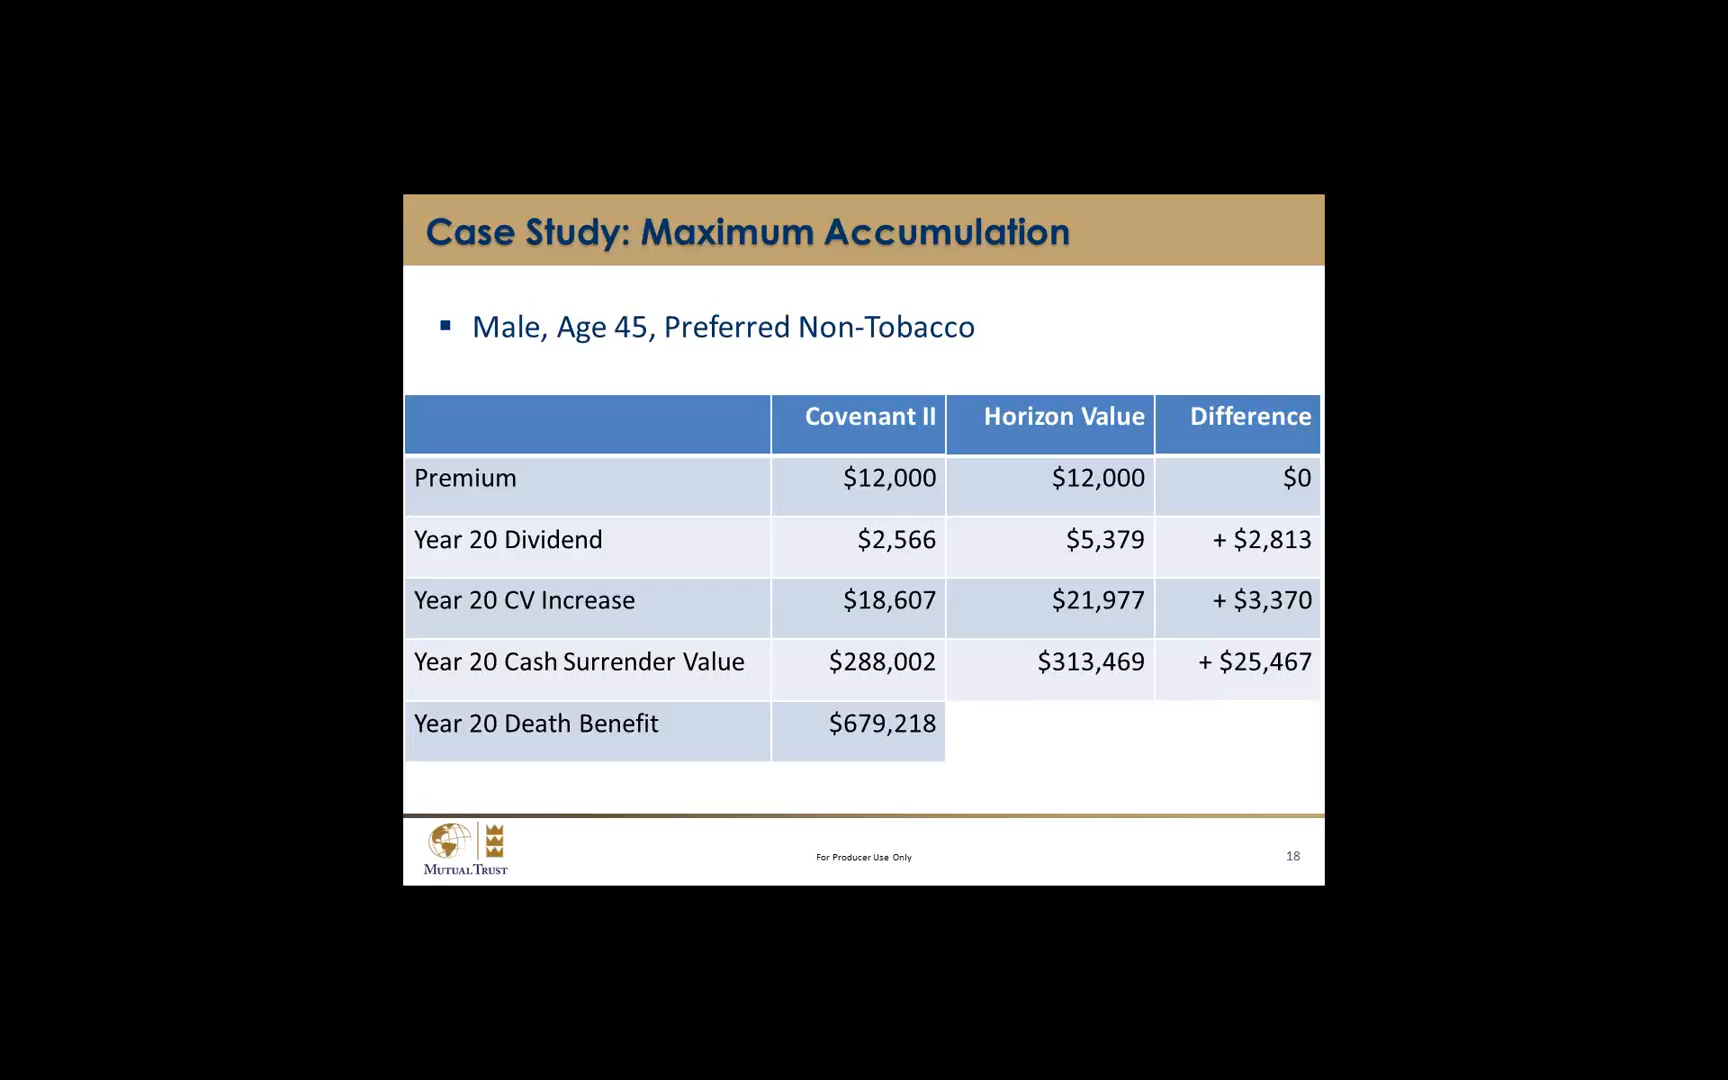 Case Study: Maximum Accumulation
▪ Male, Age 45, Preferred Non-Tobacco
Covenant II Horizon Value Difference
Premium $12,000 $12,000 $0
Year 20 Dividend $2,566 $5,379 + $2,813
Year 20 CV Increase $18,607 $21,977 + $3,370
Year 20 Cash Surrender Value $288,002 $313,469 + $25,467
Year 20 Death Benefit $679,218
MUTUAL TRUST
For Producer Use Only
18